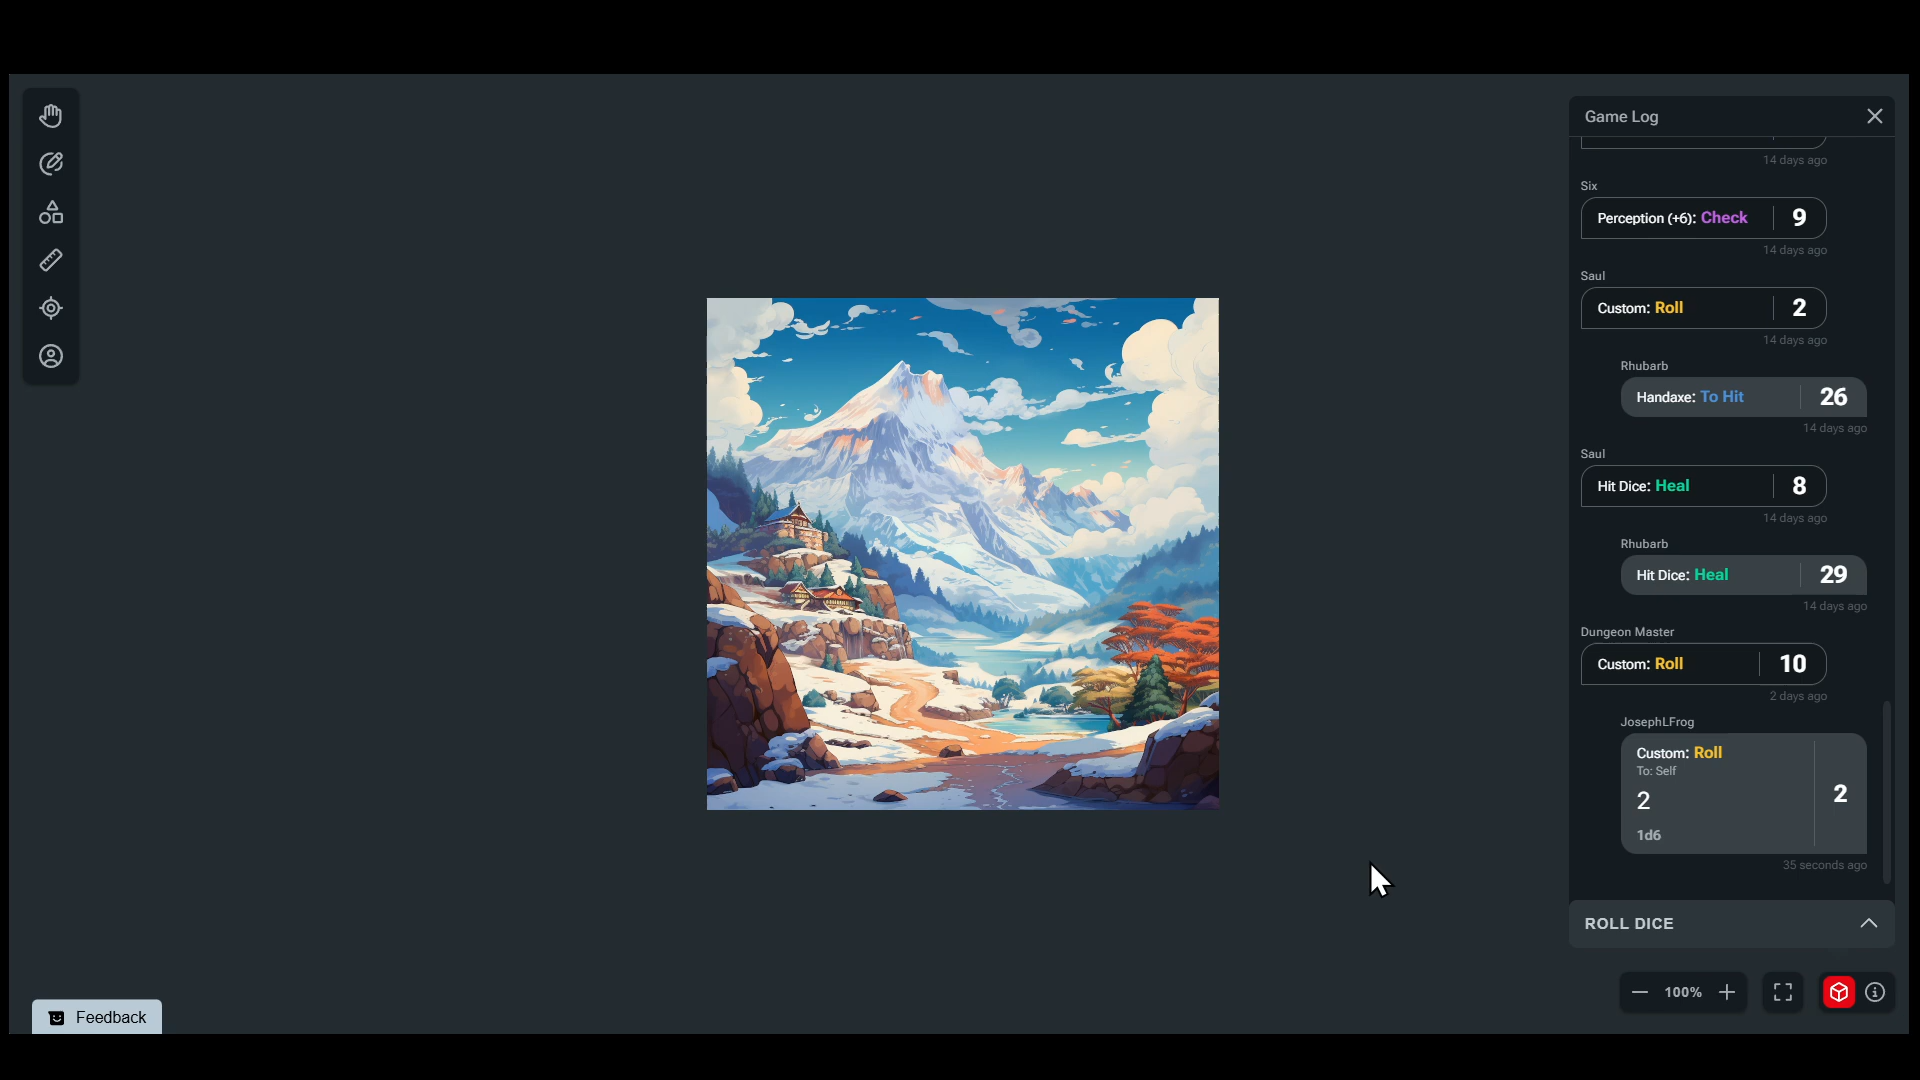 Game Log
14 days ago
Six
Perception (+6): Check 9
14 days ago
Saul
Custom: Roll 2
14 days ago
Rhubarb
Handaxe: To Hit 26
14 days ago
Saul
Hit Dice: Heal 8
14 days ago
Rhubarb
Hit Dice: Heal 29
14 days ago
Dungeon Master
Custom: Roll 10
2 days ago
JosephLFrog
Custom: Roll
To: Self
2
2
1d6
35 seconds ago
ROLL DICE
100%
Feedback